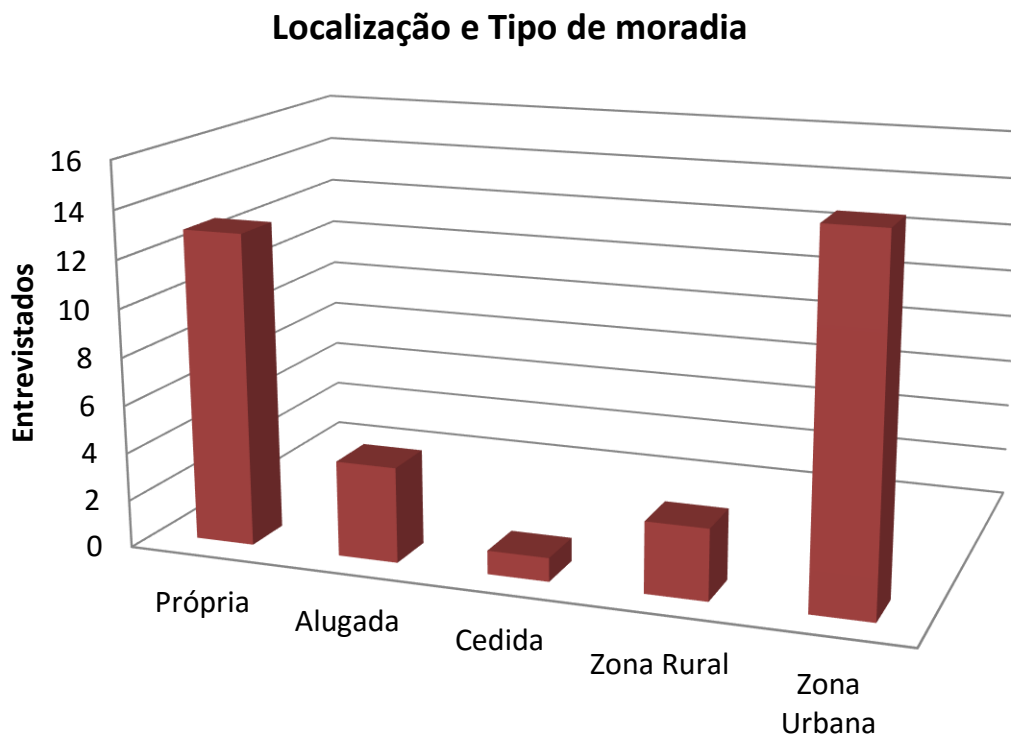 Localização e Tipo de moradia
16
14
12
10
8
6
4
2
0
Entrevistados
Própria
Alugada
Cedida
Zona Rural
Zona
Urbana